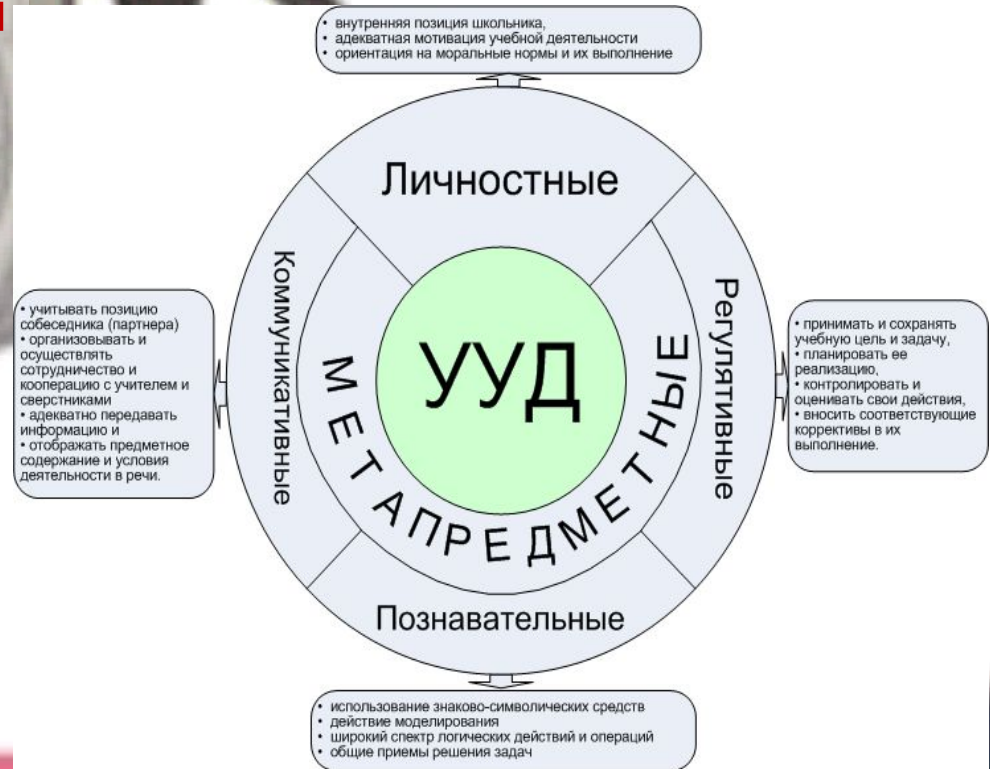 • внутренняя позиция школьника,
• адекватная мотивация учебной деятельности
• ориентация на моральные нормы и их выполнение
Личностные
Коммуникативные
• учитывать позицию
собеседника (партнера)
• организовывать и
осуществлять
сотрудничество и
кооперацию с учителем и
сверстниками
• адекватно передавать
информацию и
• отображать предметное
содержание и условия
деятельности в речи.
УУД
МЕТАПРЕДМЕТНЫЕ
Регулятивные
• принимать и сохранять
учебную цель и задачу,
• планировать ее
реализацию,
• контролировать и
оценивать свои действия,
• вносить соответствующие
коррективы в их
выполнение.
Познавательные
• использование знаково-символических средств
• действие моделирования
• широкий спектр логических действий и операций
• общие приемы решения задач